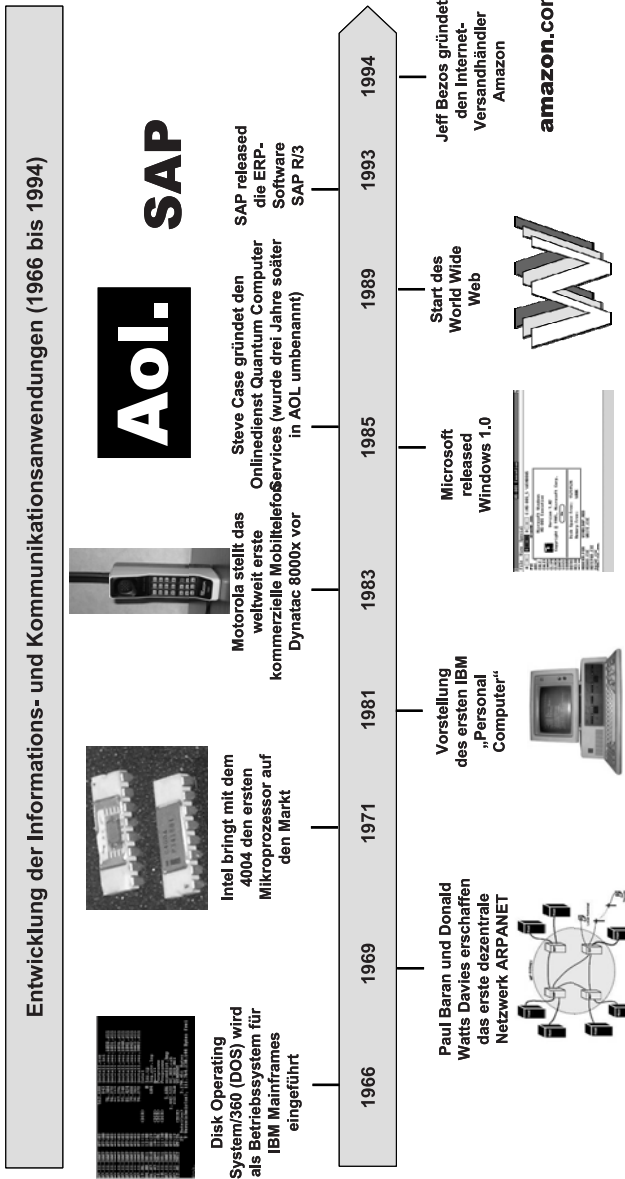 Entwicklung der Informations- und Kommunikationsanwendungen (1966 bis 1994)
Aol.
SAP
Disk Operating
System/360 (DOS) wird
als Betriebssystem für
IBM Mainframes
eingeführt
Intel bringt mit dem
4004 den ersten
Mikroprozessor auf
den Markt
Motorola stellt das
weltweit erste
kommerzielle Mobiltelefon
Dynatac 8000x vor
Steve Case gründet den
Onlinedienst Quantum Computer
Services (wurde drei Jahre soäter
in AOL umbenannt)
SAP released
die ERP-
Software
SAP R/3
1966
1969
1971
1981
1983
1985
1989
1993
1994
Paul Baran und Donald
Watts Davies erschaffen
das erste dezentrale
Netzwerk ARPANET
Vorstellung
des ersten IBM
„Personal
Computer“
Microsoft
released
Windows 1.0
Start des
World Wide
Web
Jeff Bezos gründet
den Internet-
Versandhändler
Amazon
amazon.com